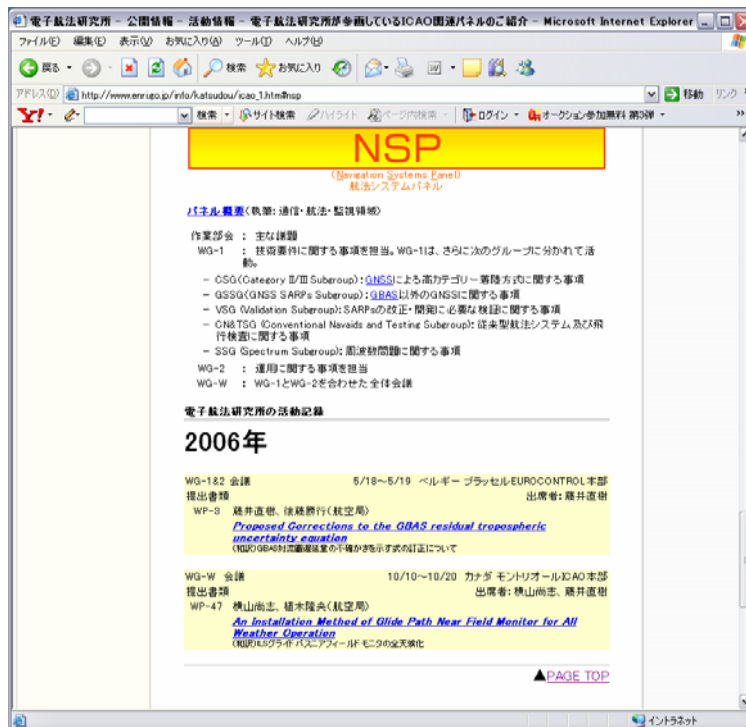 電子航法研究所 - 公開情報 - 活動情報 - 電子航法研究所が参画しているICAO関連パネルのご紹介 - Microsoft Internet Explorer
ファイル(F) 編集(E) 表示(V) お気に入り(A) ツール(T) ヘルプ(H)
戻る 検索 お気に入り
アドレス(D) http://www.enri.go.jp/info/katsudou/icao_1.htm#nsp 移動 リンク
Y! 検索 サイト検索 ハイライト ページ内検索 ログイン オークション参加無料 第3弾
NSP
(Navigation Systems Panel)
航法システムパネル
パネル概要(執筆: 通信・航法・監視領域)
作業部会 : 主な議題
WG-1 : 技術要件に関する事項を担当。WG-1は、さらに次のグループに分かれて活
動。
- CSG(Category II/III Subgroup): GNSSによる高カテゴリー着陸方式に関する事項
- GSSG(GNSS SARPs Subgroup): GBAS以外のGNSSに関する事項
- VSG (Validation Subgroup): SARPsの改正・開発に必要な検証に関する事項
- CN&TSG (Conventional Navaids and Testing Subgroup): 従来型航法システム及び飛
行検査に関する事項
- SSG (Spectrum Subgroup): 周波数問題に関する事項
WG-2 : 運用に関する事項を担当
WG-W : WG-1とWG-2を合わせた全体会議
電子航法研究所の活動記録
2006年
WG-1&2 会議 5/18～5/19 ベルギー ブラッセルEUROCONTROL本部
提出書類 出席者: 藤井直樹
WP-3 藤井直樹、後藤勝行(航空局)
Proposed Corrections to the GBAS residual tropospheric
uncertainty equation
(和訳)GBAS対流圏遅延量の不確かさを示す式の訂正について
WG-W 会議 10/10～10/20 カナダ モントリオールICAO本部
提出書類 出席者: 横山尚志、藤井直樹
WP-47 横山尚志、植木隆央(航空局)
An Installation Method of Glide Path Near Field Monitor for All
Weather Operation
(和訳)ILSグライドパスニアフィールドモニタの全天候化
▲PAGE TOP
イントラネット